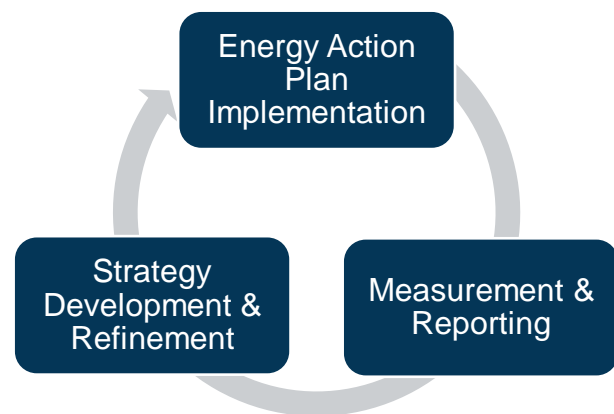 Energy Action
Plan
Implementation
Strategy
Development &
Refinement
Measurement &
Reporting